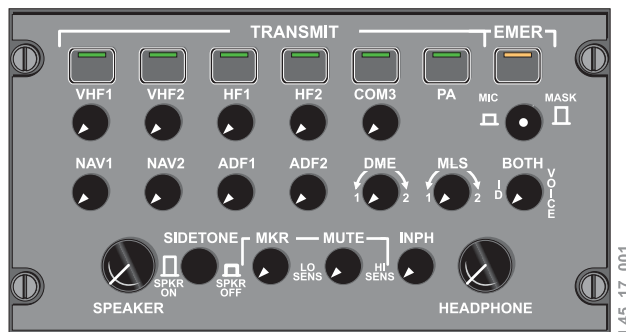 TRANSMIT EMER
VHF1 VHF2 HF1 HF2 COM3 PA
MIC MASK
NAV1 NAV2 ADF1 ADF2 DME MLS BOTH
1 2 1 2 ID VOICE
SIDETONE MKR MUTE INPH
SPKR ON SPKR OFF LO SENS HI SENS
SPEAKER HEADPHONE
45_17_001